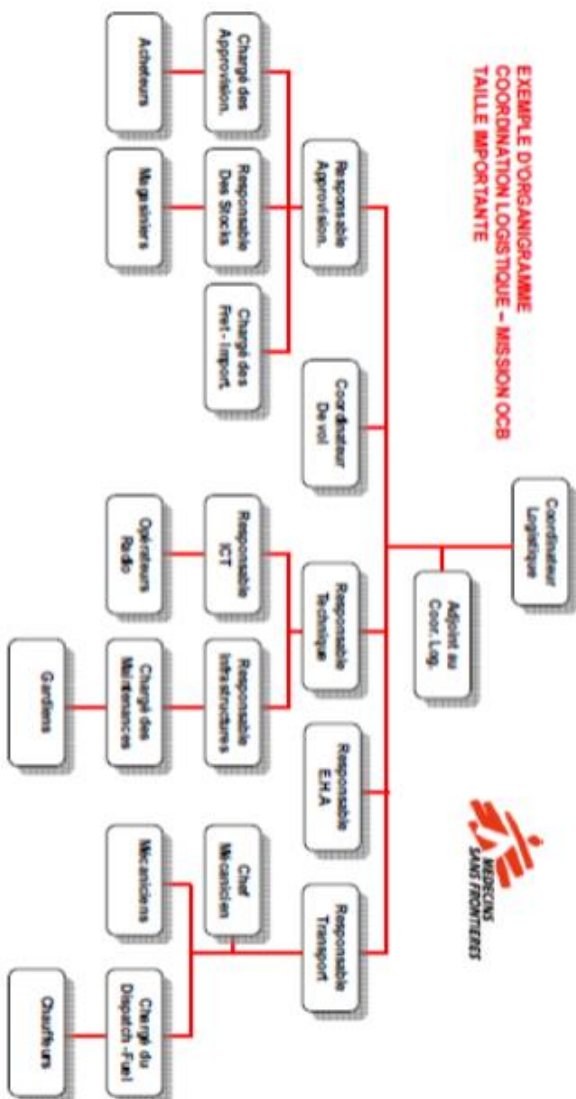 EXEMPLE D'ORGANIGRAMME
COORDINATION LOGISTIQUE – MISSION OCB
TAILLE IMPORTANTE
MEDECINS
SANS FRONTIERES
Coordinateur
Logistique
Adjoint au
Coor. Log.
Responsable
Approvision.
Coordinateur
De vol
Responsable
Technique
Responsable
E.H.A
Responsable
Transport
Chargé des
Approvision.
Responsable
Des Stocks
Chargé des
Fret - Import.
Responsable
ICT
Responsable
Infrastructures
Chef
Mécanicien
Acheteurs
Magasiniers
Opérateurs
Radio
Chargé des
Maintenances
Mécaniciens
Chargé du
Dispatch -Fuel
Gardiens
Chauffeurs